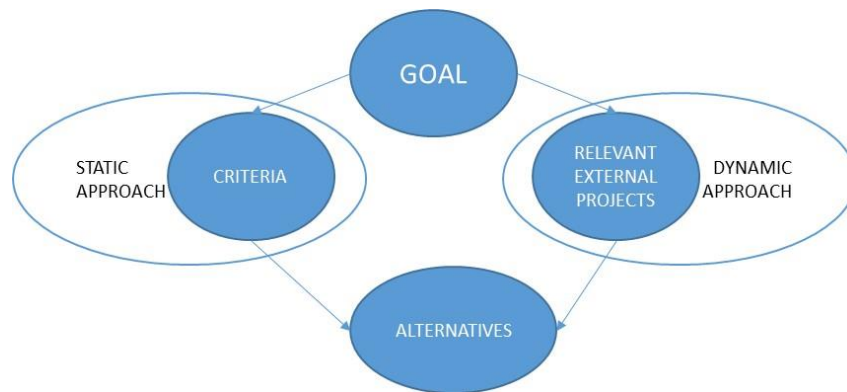 GOAL
STATIC
APPROACH
CRITERIA
RELEVANT
EXTERNAL
PROJECTS
DYNAMIC
APPROACH
ALTERNATIVES